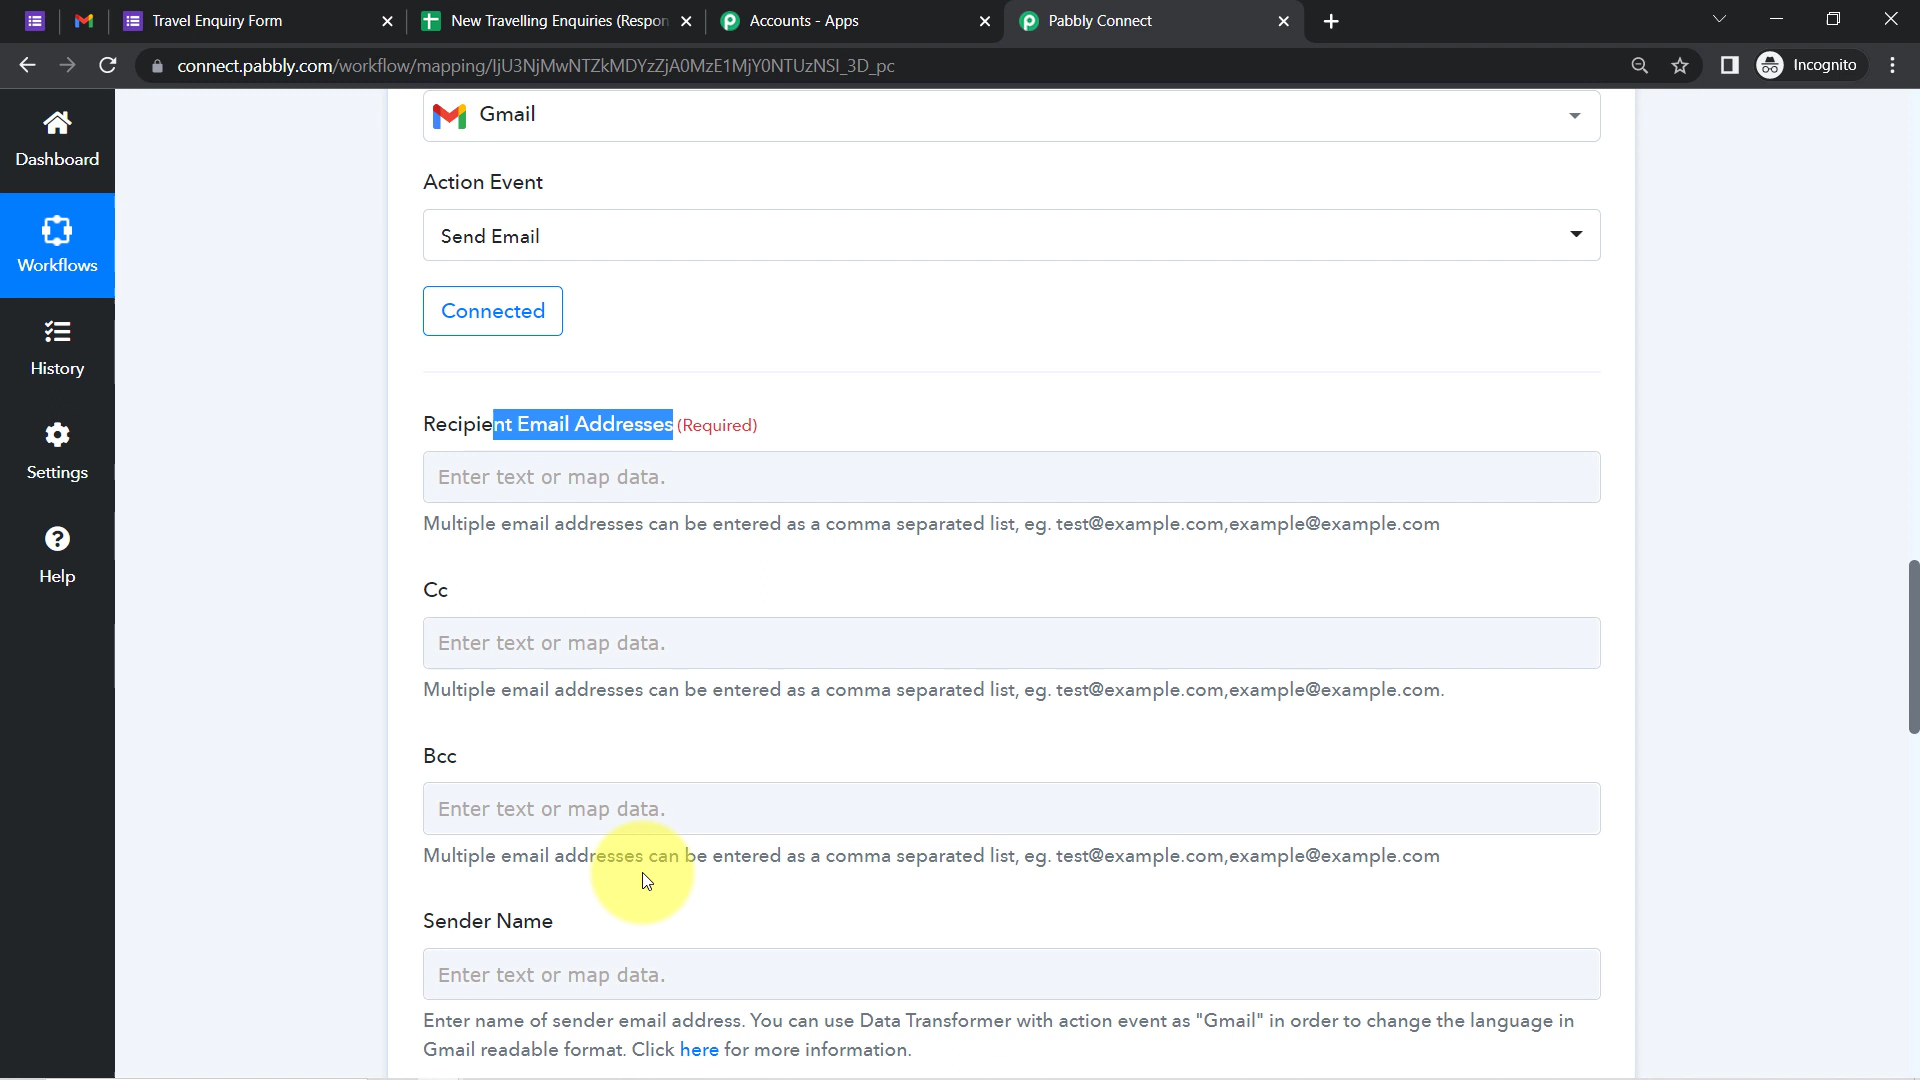 Travel Enquiry Form
New Travelling Enquiries (Respon
Accounts - Apps
Pabbly Connect
connect.pabbly.com/workflow/mapping/IjU3NjMwNTZkMDYzZjA0MzE1MjY0NTUzNSI_3D_pc
Incognito
Dashboard
Workflows
History
Settings
Help
Gmail
Action Event
Send Email
Connected
Recipient Email Addresses (Required)
Enter text or map data.
Multiple email addresses can be entered as a comma separated list, eg. test@example.com,example@example.com
Cc
Enter text or map data.
Multiple email addresses can be entered as a comma separated list, eg. test@example.com,example@example.com.
Bcc
Enter text or map data.
Multiple email addresses can be entered as a comma separated list, eg. test@example.com,example@example.com
Sender Name
Enter text or map data.
Enter name of sender email address. You can use Data Transformer with action event as "Gmail" in order to change the language in
Gmail readable format. Click here for more information.